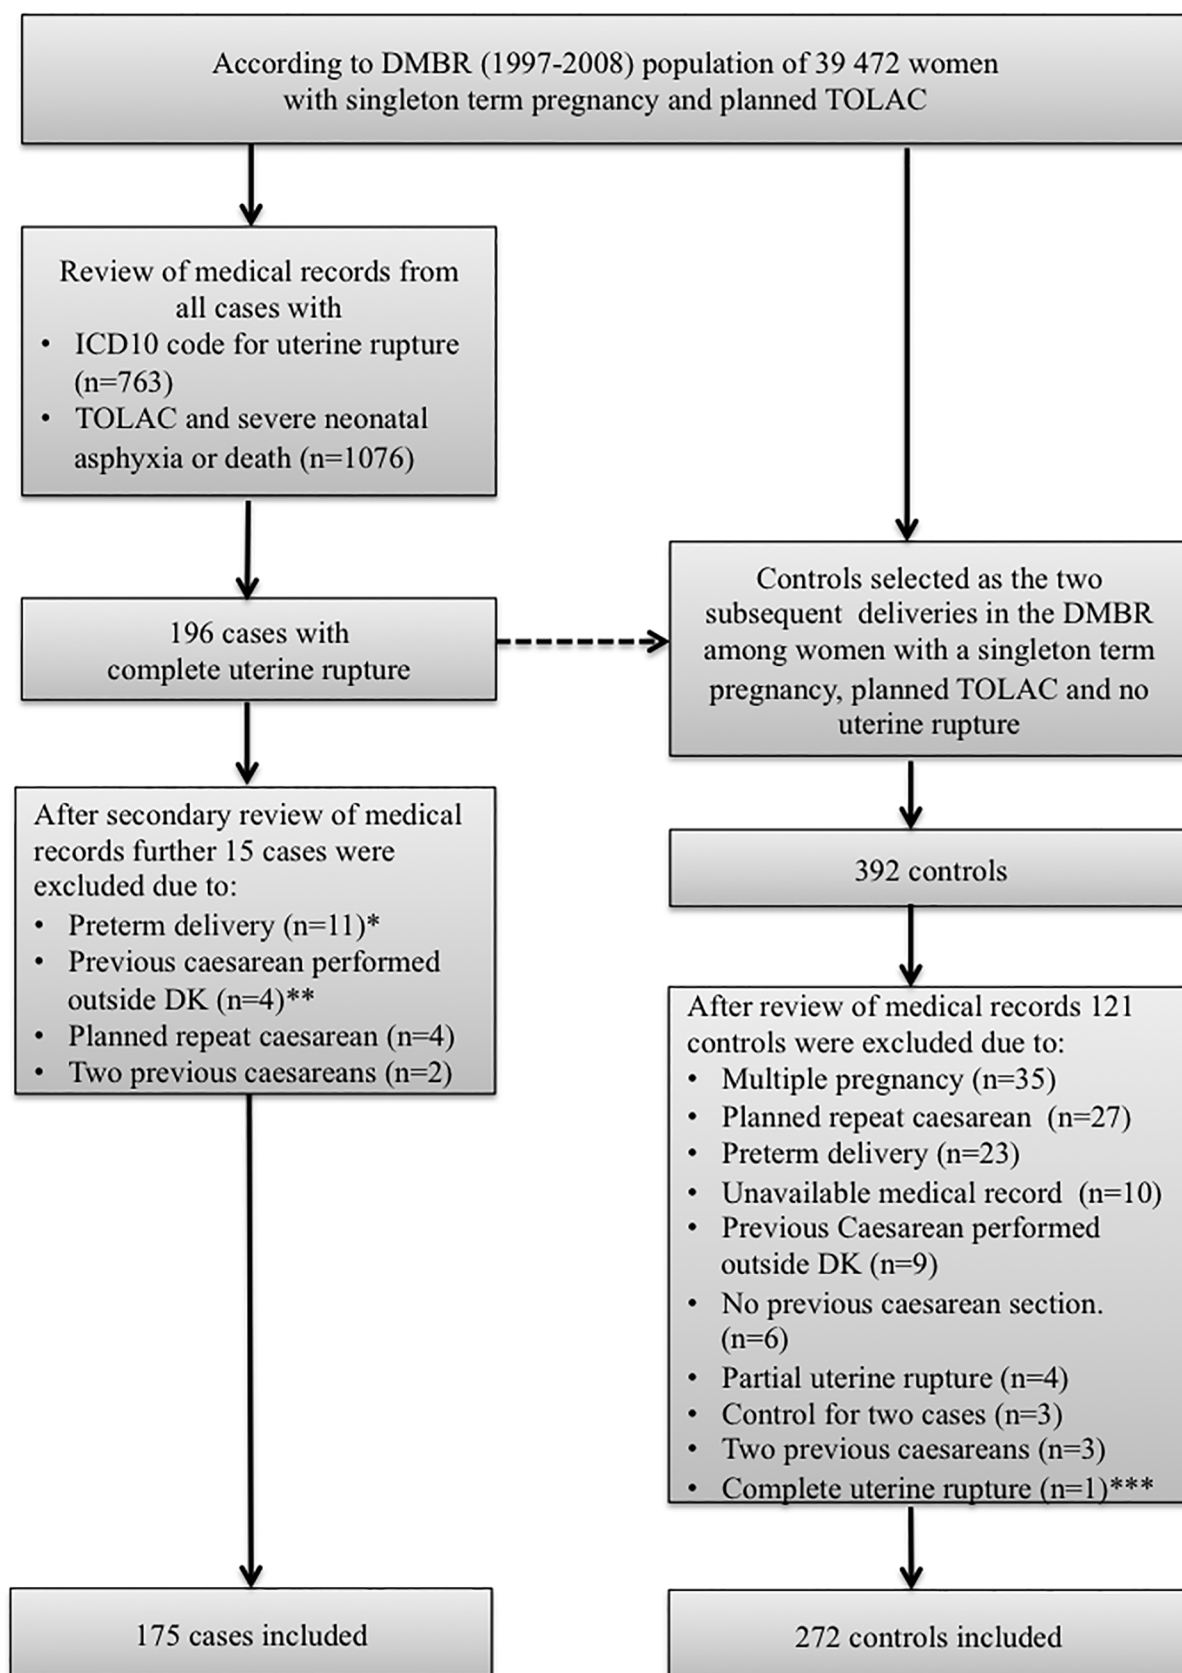 According to DMBR (1997-2008) population of 39 472 women
with singleton term pregnancy and planned TOLAC
Review of medical records from
all cases with
• ICD10 code for uterine rupture
(n=763)
• TOLAC and severe neonatal
asphyxia or death (n=1076)
196 cases with
complete uterine rupture
After secondary review of medical
records further 15 cases were
excluded due to:
• Preterm delivery (n=11)*
• Previous caesarean performed
outside DK (n=4)**
• Planned repeat caesarean (n=4)
• Two previous caesareans (n=2)
175 cases included
Controls selected as the two
subsequent deliveries in the DMBR
among women with a singleton term
pregnancy, planned TOLAC and no
uterine rupture
392 controls
After review of medical records 121
controls were excluded due to:
• Multiple pregnancy (n=35)
• Planned repeat caesarean (n=27)
• Preterm delivery (n=23)
• Unavailable medical record (n=10)
• Previous Caesarean performed
outside DK (n=9)
• No previous caesarean section.
(n=6)
• Partial uterine rupture (n=4)
• Control for two cases (n=3)
• Two previous caesareans (n=3)
• Complete uterine rupture (n=1)***
272 controls included